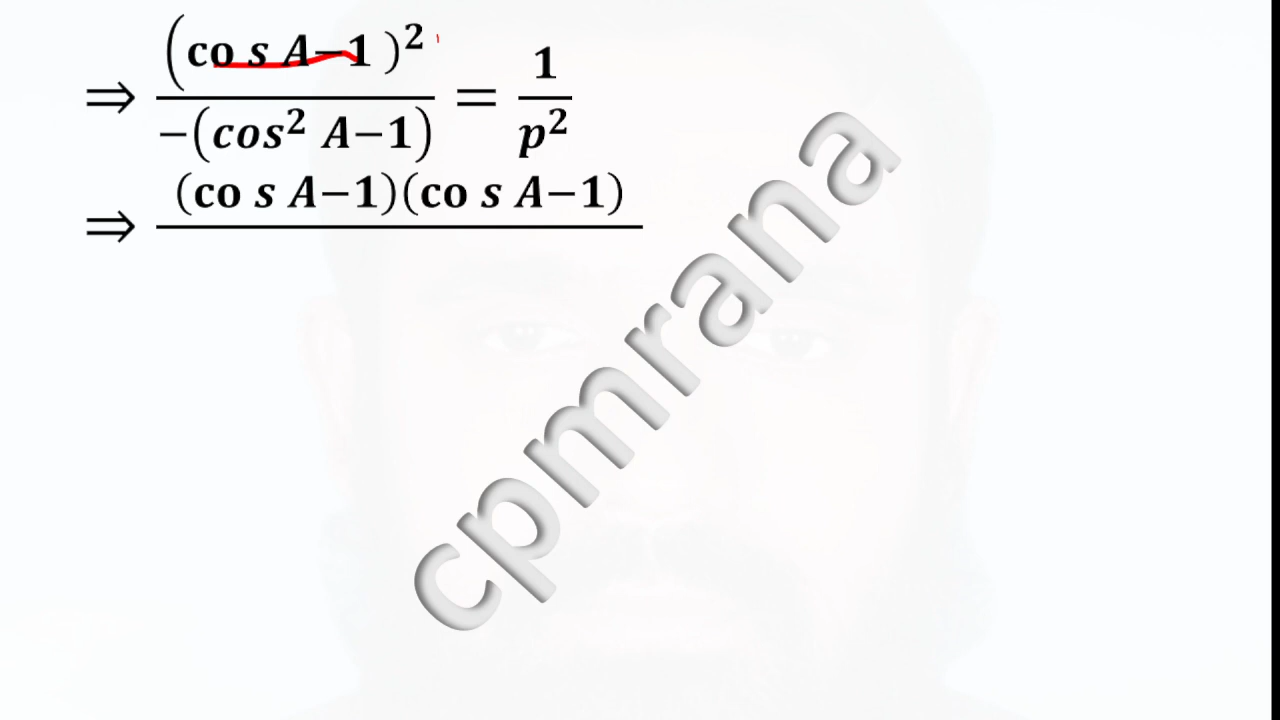 ⇒ (cos A−1)² / −(cos² A−1) = 1 / p²
⇒ (cos A−1)(cos A−1)
cpmrana